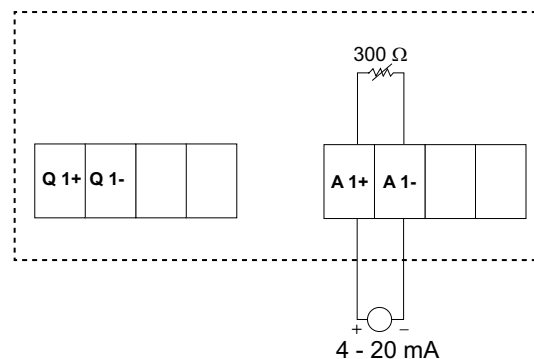 300 Ω
Q 1+ Q 1-
A 1+ A 1-
+ −
4 - 20 mA